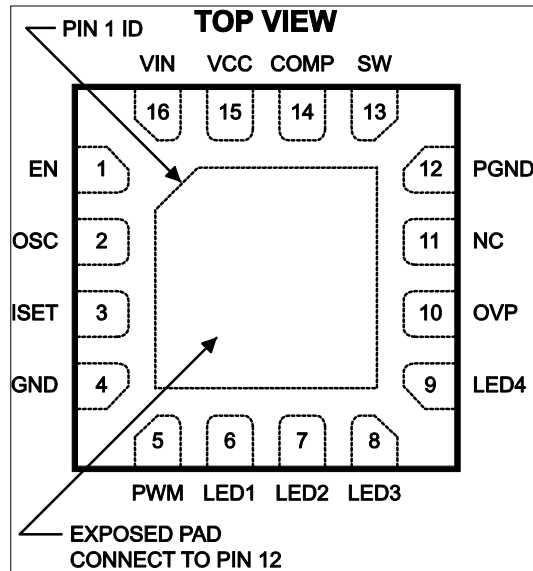 TOP VIEW
PIN 1 ID
VIN VCC COMP SW
16 15 14 13
EN 1 12 PGND
OSC 2 11 NC
ISET 3 10 OVP
GND 4 9 LED4
5 6 7 8
PWM LED1 LED2 LED3
EXPOSED PAD
CONNECT TO PIN 12